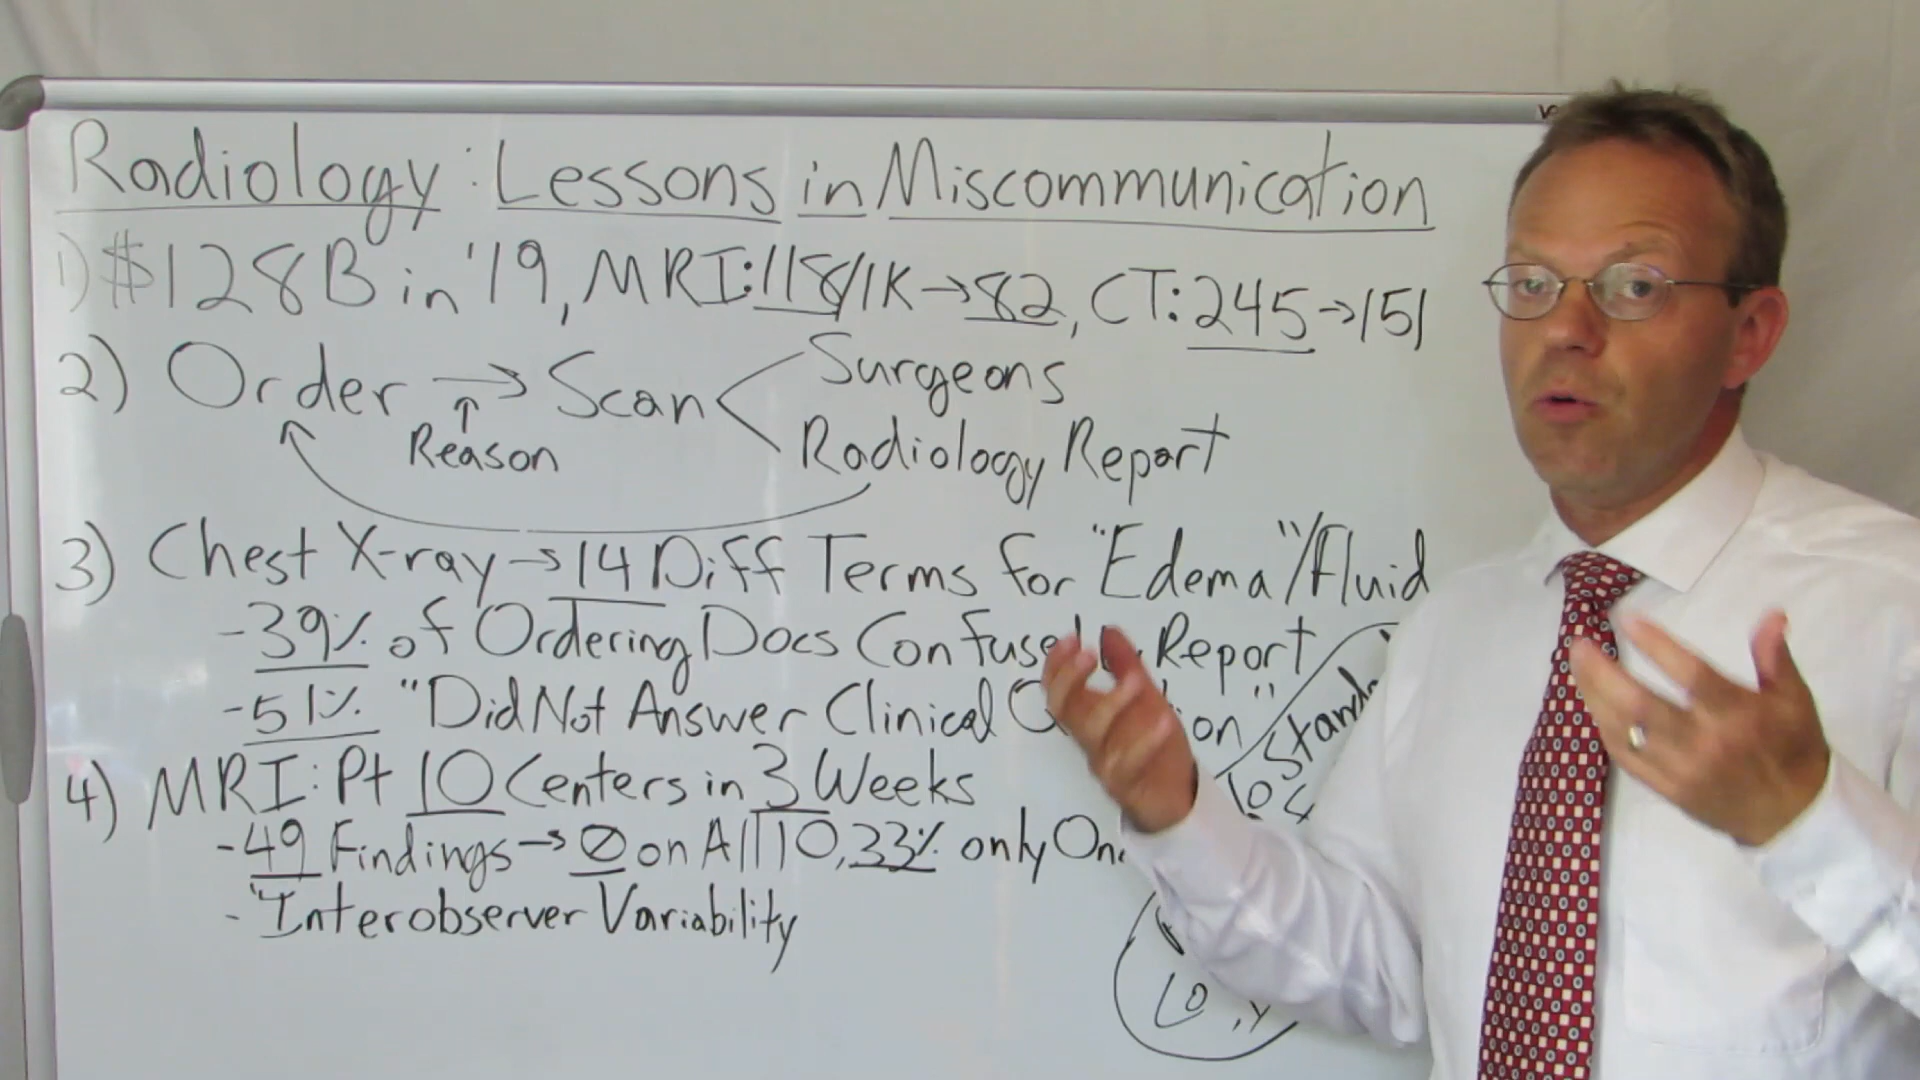 Radiology: Lessons in Miscommunication
1) $128B in '19, MRI: 118/1K → 82, CT: 245 → 151
2) Order → Scan < Surgeons
↑ Reason
Radiology Report
3) Chest X-ray → 14 Diff Terms for "Edema"/Fluid
- 39% of Ordering Docs Confused Report
- 51% "Did Not Answer Clinical
4) MRI: Pt 10 Centers in 3 Weeks
- 49 Findings → 0 on All 10, 33% only
- "Interobserver Variability